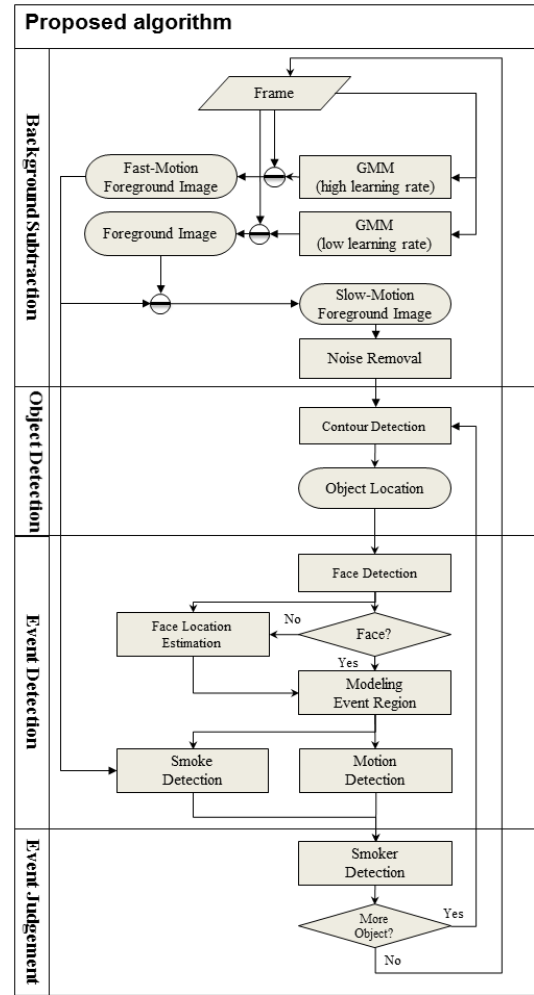 Proposed algorithm
Background Subtraction
Frame
Fast-Motion
Foreground Image
GMM
(high learning rate)
Foreground Image
GMM
(low learning rate)
Slow-Motion
Foreground Image
Noise Removal
Object Detection
Contour Detection
Object Location
Event Detection
Face Detection
Face Location
Estimation
No
Face?
Yes
Modeling
Event Region
Smoke
Detection
Motion
Detection
Event Judgement
Smoker
Detection
More
Object?
Yes
No